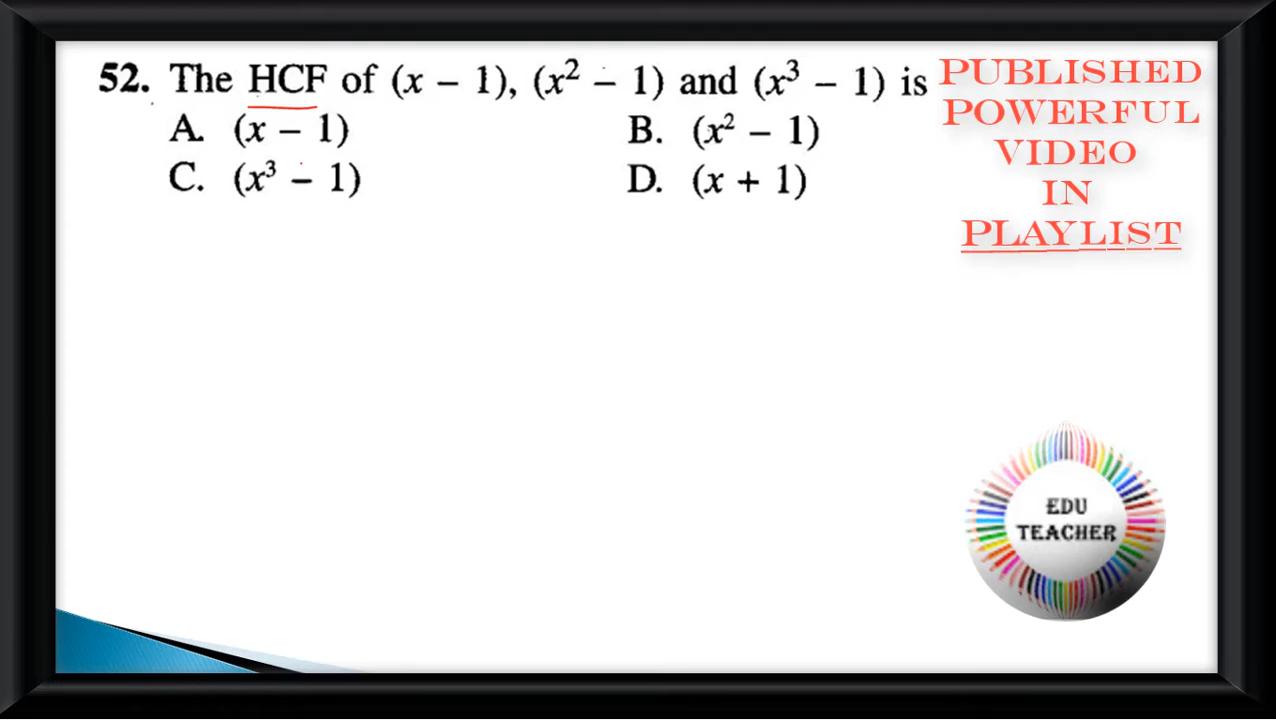 52. The HCF of (x – 1), (x² – 1) and (x³ – 1) is
A. (x – 1) B. (x² – 1)
C. (x³ – 1) D. (x + 1)
PUBLISHED
POWERFUL
VIDEO
IN
PLAYLIST
EDU
TEACHER